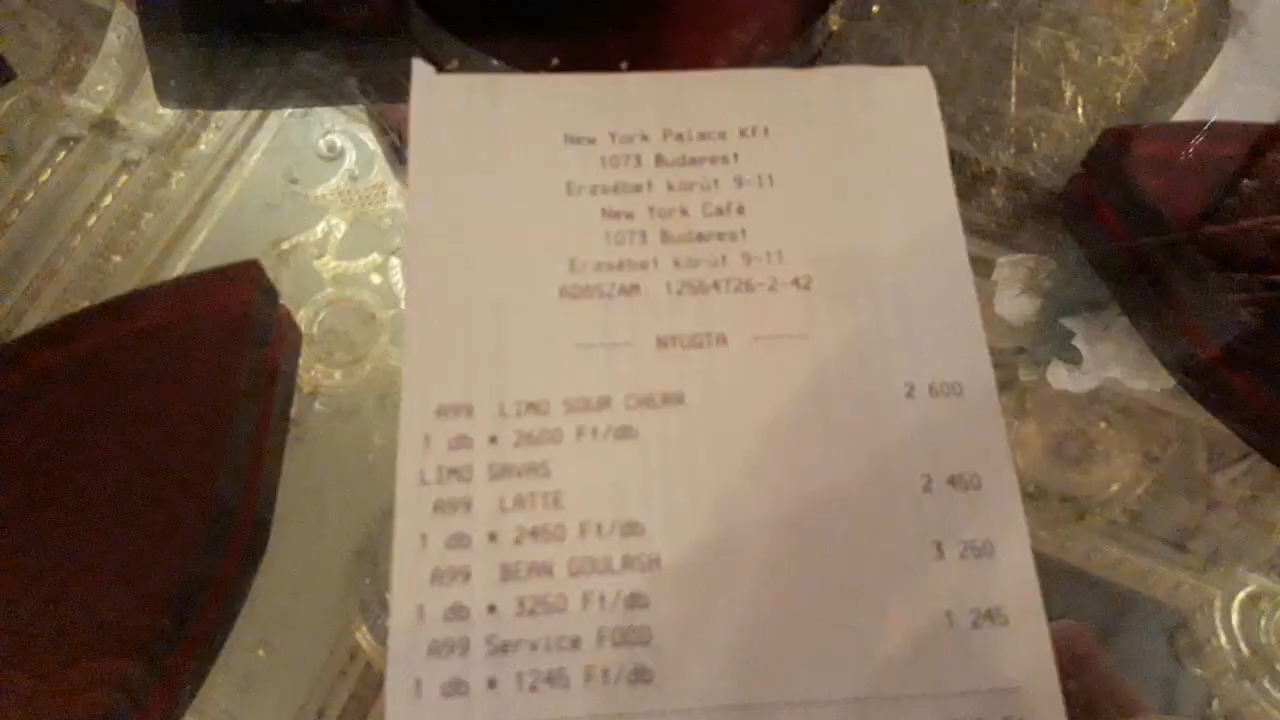 New York Palace Kft
1073 Budapest
Erzsébet körút 9-11
New York Café
1073 Budapest
Erzsébet körút 9-11
ADÓSZÁM: 12564726-2-42
NYUGTA
A99 LIMO SOUR CHERR 2 600
1 db * 2600 Ft/db
LIMO SAVAS
A99 LATTE 2 450
1 db * 2450 Ft/db
A99 BEAN GOULASH 3 250
1 db * 3250 Ft/db
A99 Service FOOD 1 245
1 db * 1245 Ft/db